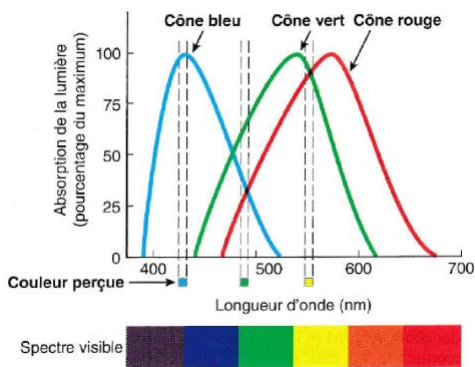 Cône bleu
Cône vert
Cône rouge
Absorption de la lumière
(pourcentage du maximum)
100
75
50
25
0
400
500
600
700
Couleur perçue
Longueur d'onde (nm)
Spectre visible